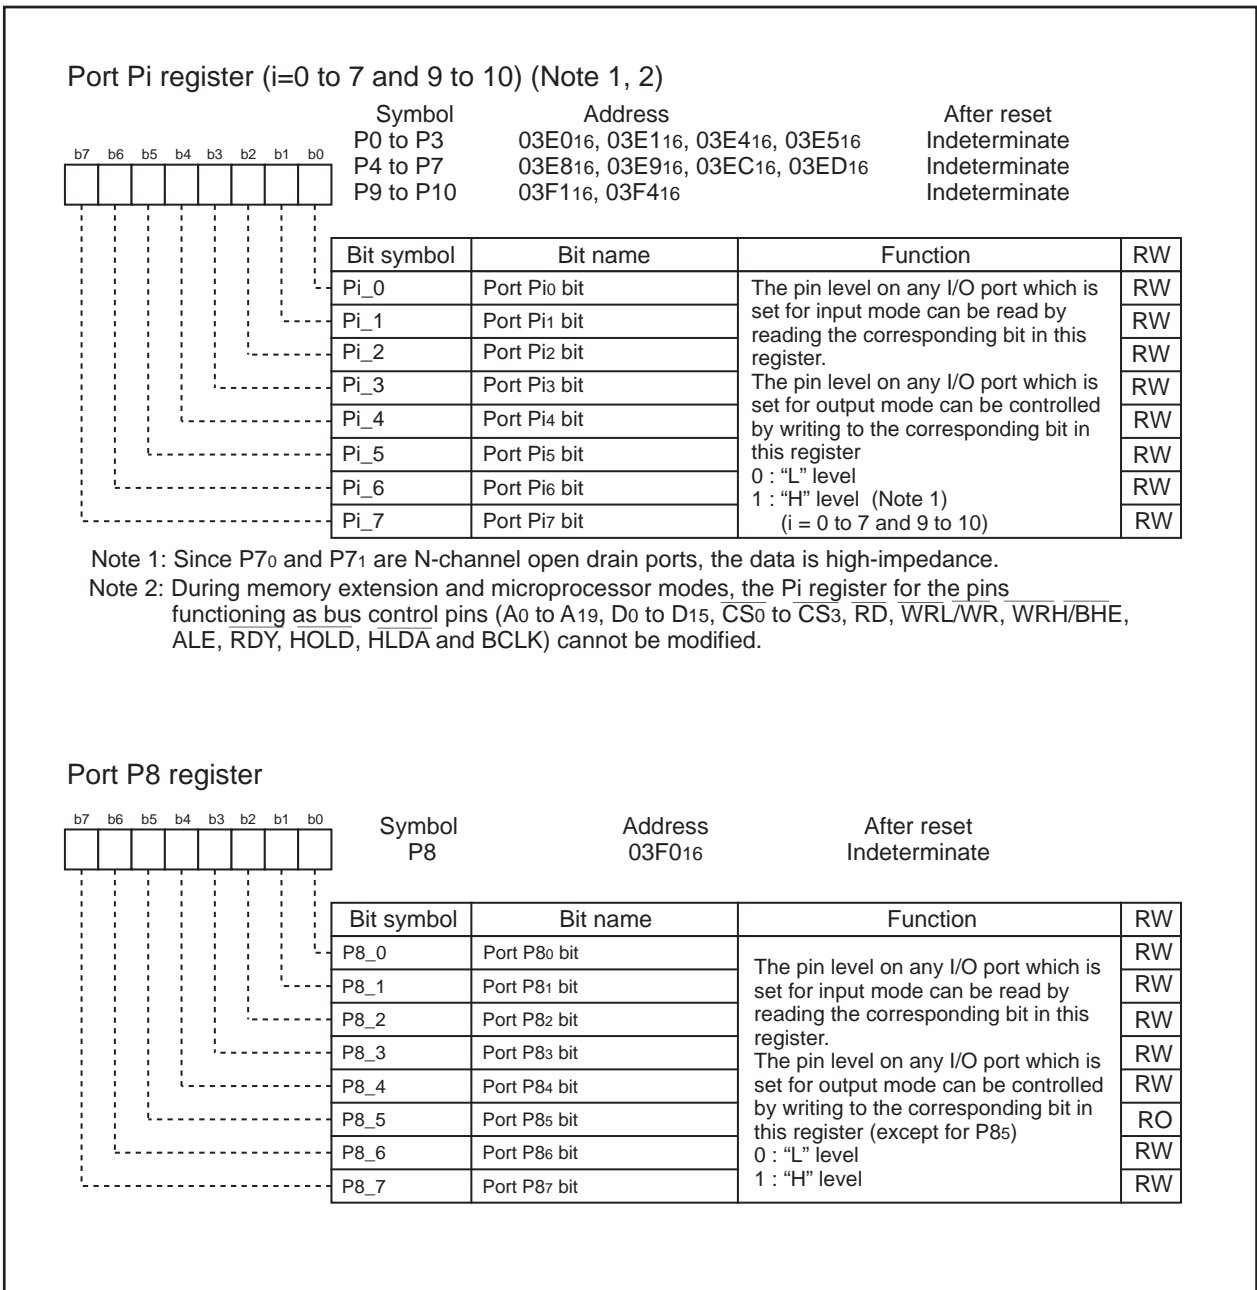 Port Pi register (i=0 to 7 and 9 to 10) (Note 1, 2)
Symbol Address After reset
P0 to P3 03E016, 03E116, 03E416, 03E516 Indeterminate
P4 to P7 03E816, 03E916, 03EC16, 03ED16 Indeterminate
P9 to P10 03F116, 03F416 Indeterminate
b7 b6 b5 b4 b3 b2 b1 b0
Bit symbol Bit name Function RW
Pi_0 Port Pi0 bit RW
Pi_1 Port Pi1 bit RW
Pi_2 Port Pi2 bit RW
Pi_3 Port Pi3 bit RW
Pi_4 Port Pi4 bit RW
Pi_5 Port Pi5 bit RW
Pi_6 Port Pi6 bit RW
Pi_7 Port Pi7 bit RW
The pin level on any I/O port which is
set for input mode can be read by
reading the corresponding bit in this
register.
The pin level on any I/O port which is
set for output mode can be controlled
by writing to the corresponding bit in
this register
0 : “L” level
1 : “H” level (Note 1)
(i = 0 to 7 and 9 to 10)
Note 1: Since P70 and P71 are N-channel open drain ports, the data is high-impedance.
Note 2: During memory extension and microprocessor modes, the Pi register for the pins
functioning as bus control pins (A0 to A19, D0 to D15, CS0 to CS3, RD, WRL/WR, WRH/BHE,
ALE, RDY, HOLD, HLDA and BCLK) cannot be modified.
Port P8 register
b7 b6 b5 b4 b3 b2 b1 b0
Symbol Address After reset
P8 03F016 Indeterminate
Bit symbol Bit name Function RW
P8_0 Port P80 bit RW
P8_1 Port P81 bit RW
P8_2 Port P82 bit RW
P8_3 Port P83 bit RW
P8_4 Port P84 bit RW
P8_5 Port P85 bit RO
P8_6 Port P86 bit RW
P8_7 Port P87 bit RW
The pin level on any I/O port which is
set for input mode can be read by
reading the corresponding bit in this
register.
The pin level on any I/O port which is
set for output mode can be controlled
by writing to the corresponding bit in
this register (except for P85)
0 : “L” level
1 : “H” level